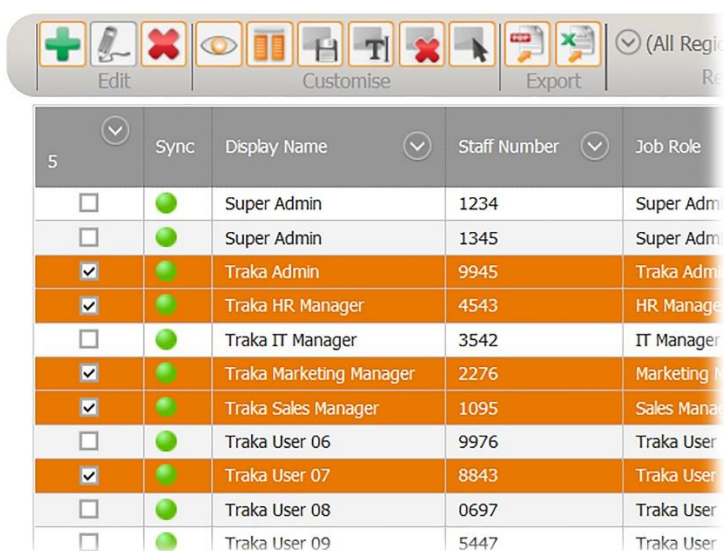 (All Regi
Edit Customise Export Re
5 Sync Display Name Staff Number Job Role
Super Admin 1234 Super Adm
Super Admin 1345 Super Adm
Traka Admin 9945 Traka Adm
Traka HR Manager 4543 HR Manage
Traka IT Manager 3542 IT Manager
Traka Marketing Manager 2276 Marketing M
Traka Sales Manager 1095 Sales Mana
Traka User 06 9976 Traka User
Traka User 07 8843 Traka User
Traka User 08 0697 Traka User
Traka User 09 5447 Traka User